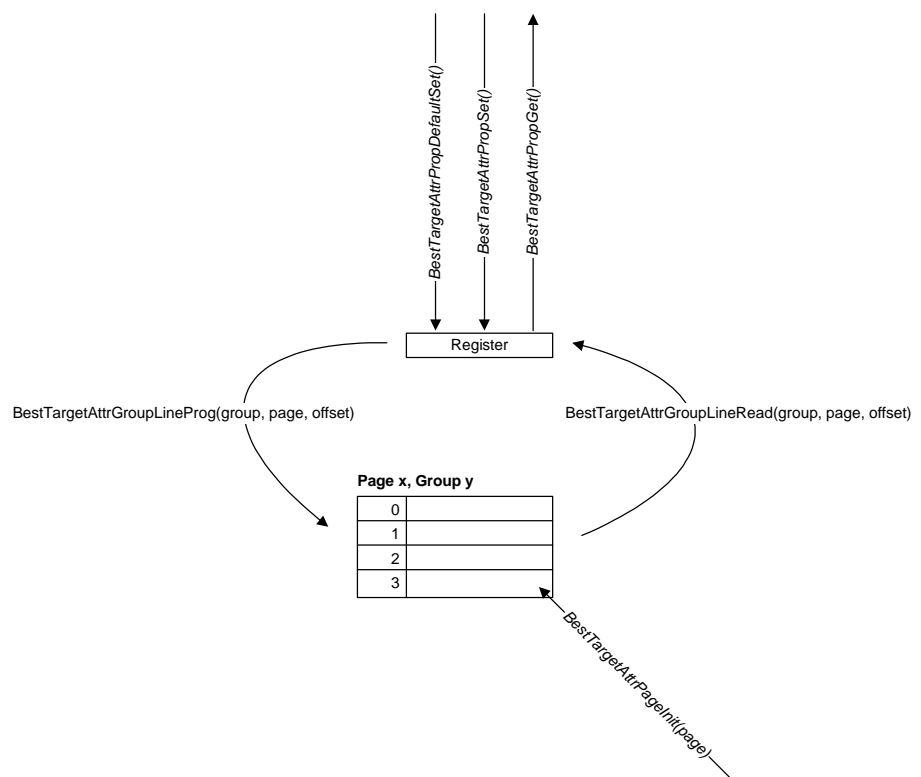 BestTargetAttrPropDefaultSet()
BestTargetAttrPropSet()
BestTargetAttrPropGet()
Register
BestTargetAttrGroupLineProg(group, page, offset)
BestTargetAttrGroupLineRead(group, page, offset)
Page x, Group y
0
1
2
3
BestTargetAttrPageInit(page)